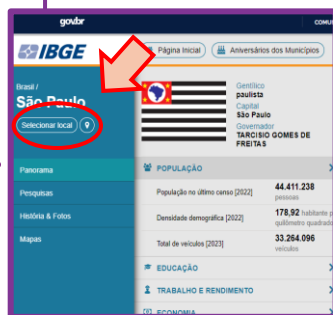 gov.br
COMU
IBGE
Página Inicial
Aniversários dos Municípios
Brasil /
São Paulo
Selecionar local
Panorama
Pesquisas
História & Fotos
Mapas
Gentílico
paulista
Capital
São Paulo
Governador
TARCISIO GOMES DE
FREITAS
POPULAÇÃO
População no último censo [2022]
44.411.238
pessoas
Densidade demográfica [2022]
178,92 habitante p
quilômetro quadrado
Total de veículos [2023]
33.264.096
veículos
EDUCAÇÃO
TRABALHO E RENDIMENTO
ECONOMIA